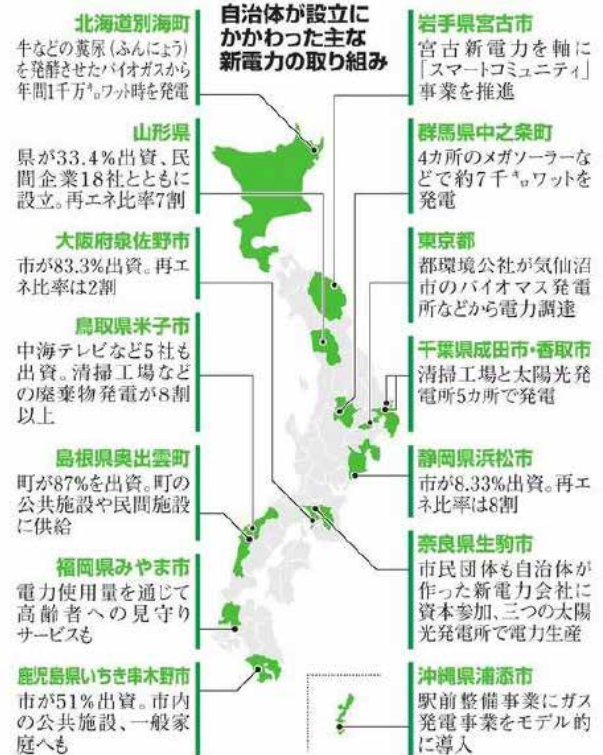 自治体が設立に
かかわった主な
新電力の取り組み
北海道別海町
牛などの糞尿(ふんにょう)
を発酵させたバイオガスから
年間1千万㌔ワット時を発電
山形県
県が33.4%出資、民
間企業18社とともに
設立。再エネ比率7割
大阪府泉佐野市
市が83.3%出資。再エ
ネ比率は2割
鳥取県米子市
中海テレビなど5社も
出資。清掃工場など
の廃棄物発電が8割
以上
島根県奥出雲町
町が87%を出資。町の
公共施設や民間施設
に供給
福岡県みやま市
電力使用量を通じて
高齢者への見守り
サービスも
鹿児島県いちき串木野市
市が51%出資。市内
の公共施設、一般家
庭へも
岩手県宮古市
宮古新電力を軸に
「スマートコミュニティ」
事業を推進
群馬県中之条町
4カ所のメガソーラーな
どで約7千㌔ワットを
発電
東京都
都環境公社が気仙沼
市のバイオマス発電
所などから電力調達
千葉県成田市・香取市
清掃工場と太陽光発
電所5カ所で発電
静岡県浜松市
市が8.33%出資。再エ
ネ比率は8割
奈良県生駒市
市民団体も自治体が
作った新電力会社に
資本参加、三つの太陽
光発電所で電力生産
沖縄県浦添市
駅前整備事業にガス
発電事業をモデル的
に導入